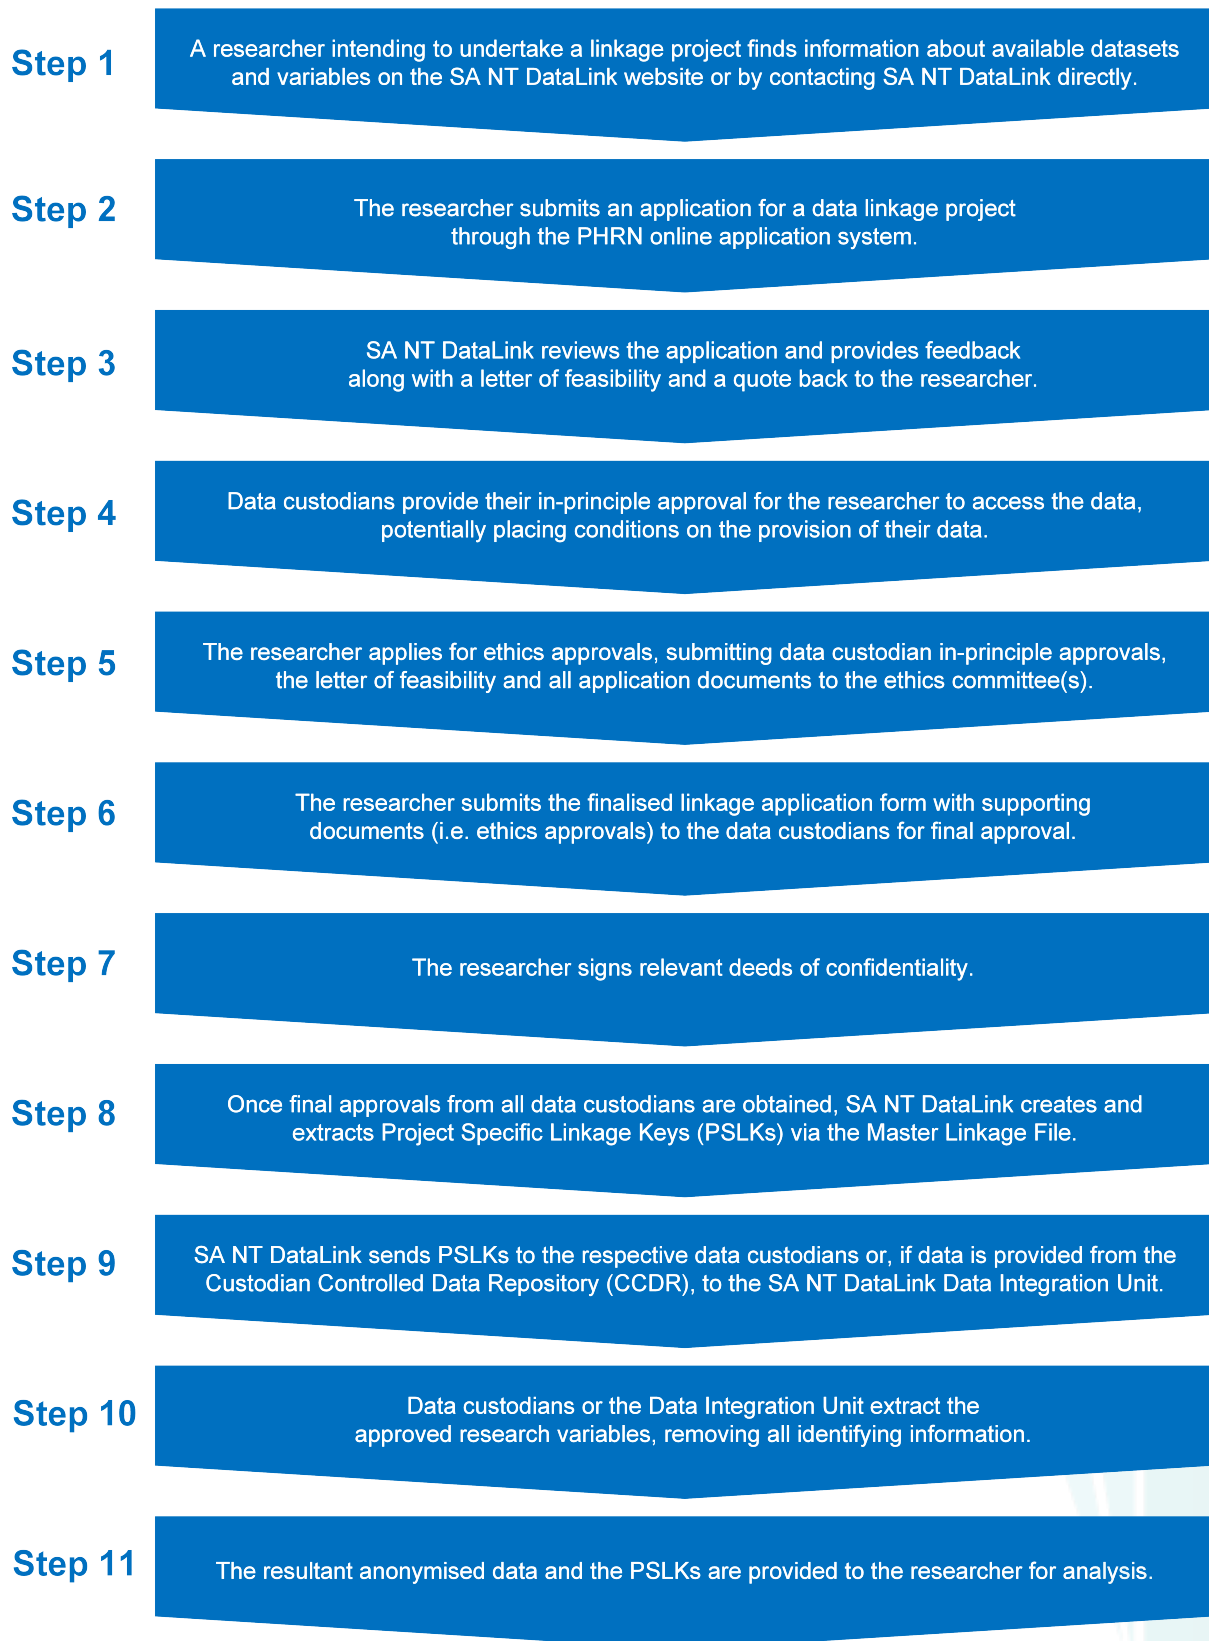 Step 1
A researcher intending to undertake a linkage project finds information about available datasets
and variables on the SA NT DataLink website or by contacting SA NT DataLink directly.
Step 2
The researcher submits an application for a data linkage project
through the PHRN online application system.
Step 3
SA NT DataLink reviews the application and provides feedback
along with a letter of feasibility and a quote back to the researcher.
Step 4
Data custodians provide their in-principle approval for the researcher to access the data,
potentially placing conditions on the provision of their data.
Step 5
The researcher applies for ethics approvals, submitting data custodian in-principle approvals,
the letter of feasibility and all application documents to the ethics committee(s).
Step 6
The researcher submits the finalised linkage application form with supporting
documents (i.e. ethics approvals) to the data custodians for final approval.
Step 7
The researcher signs relevant deeds of confidentiality.
Step 8
Once final approvals from all data custodians are obtained, SA NT DataLink creates and
extracts Project Specific Linkage Keys (PSLKs) via the Master Linkage File.
Step 9
SA NT DataLink sends PSLKs to the respective data custodians or, if data is provided from the
Custodian Controlled Data Repository (CCDR), to the SA NT DataLink Data Integration Unit.
Step 10
Data custodians or the Data Integration Unit extract the
approved research variables, removing all identifying information.
Step 11
The resultant anonymised data and the PSLKs are provided to the researcher for analysis.